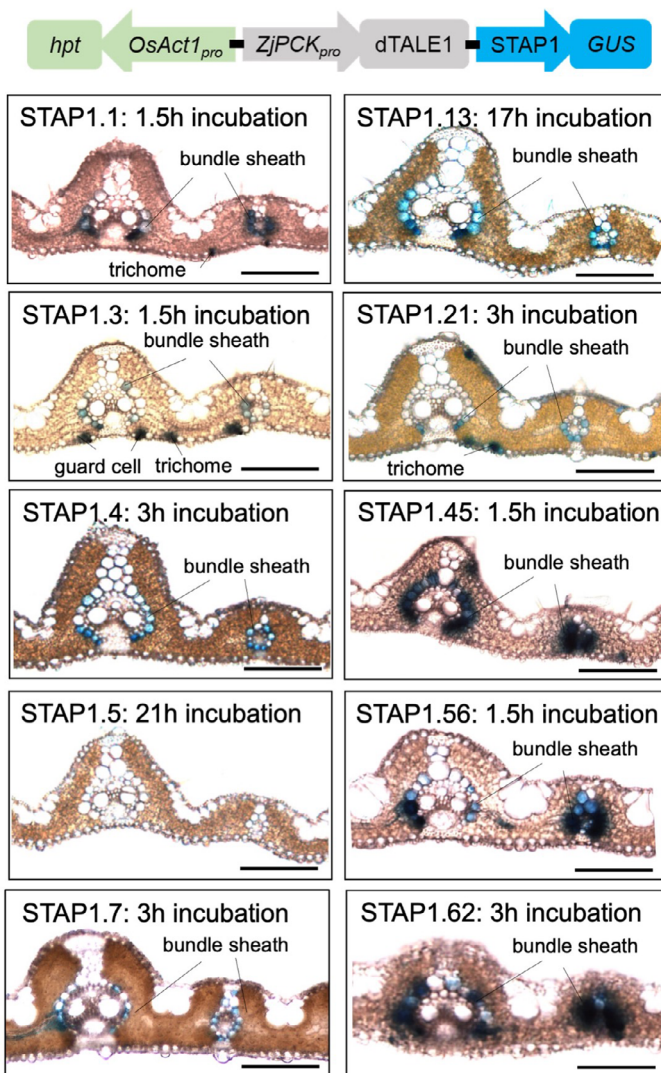 hpt OsAct1pro ZjPCKpro dTALE1 STAP1 GUS
STAP1.1: 1.5h incubation
bundle sheath
trichome
STAP1.13: 17h incubation
bundle sheath
STAP1.3: 1.5h incubation
bundle sheath
guard cell trichome
STAP1.21: 3h incubation
bundle sheath
trichome
STAP1.4: 3h incubation
bundle sheath
STAP1.45: 1.5h incubation
bundle sheath
STAP1.5: 21h incubation
STAP1.56: 1.5h incubation
bundle sheath
STAP1.7: 3h incubation
bundle sheath
STAP1.62: 3h incubation
bundle sheath